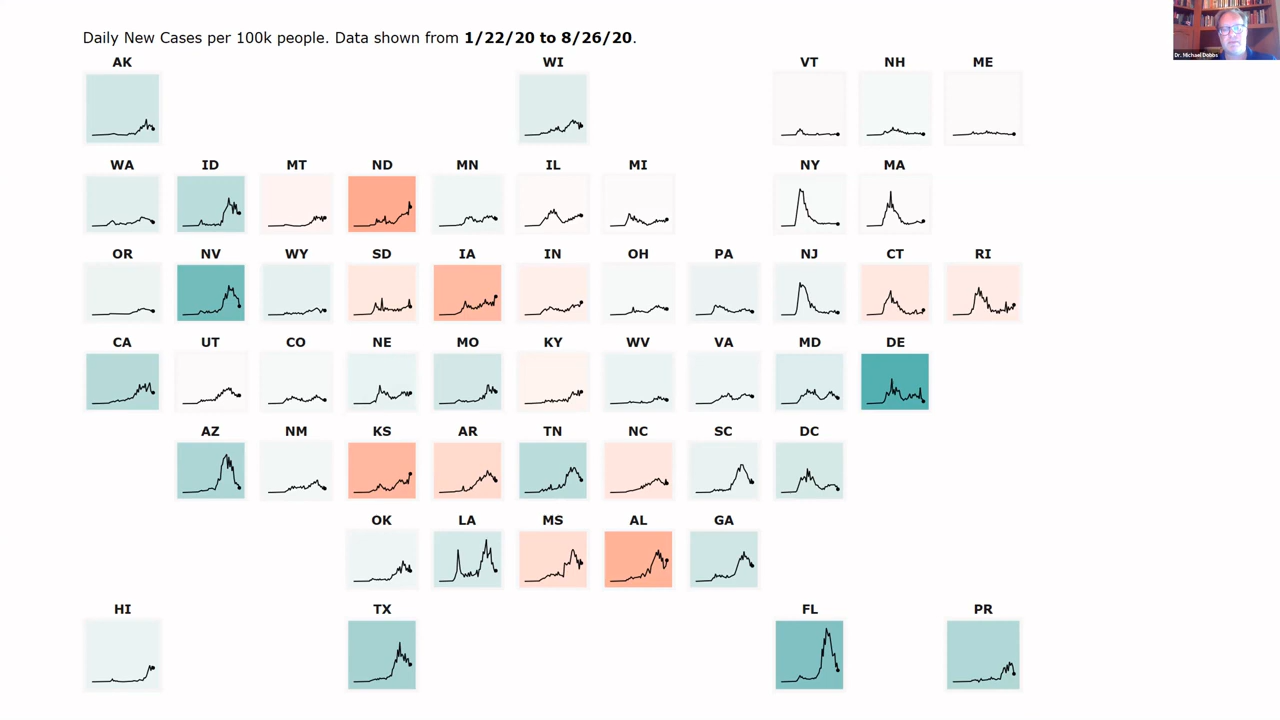 Daily New Cases per 100k people. Data shown from 1/22/20 to 8/26/20.
Dr. Michael Dobbs
AK WI VT NH ME
WA ID MT ND MN IL MI NY MA
OR NV WY SD IA IN OH PA NJ CT RI
CA UT CO NE MO KY WV VA MD DE
AZ NM KS AR TN NC SC DC
OK LA MS AL GA
HI TX FL PR